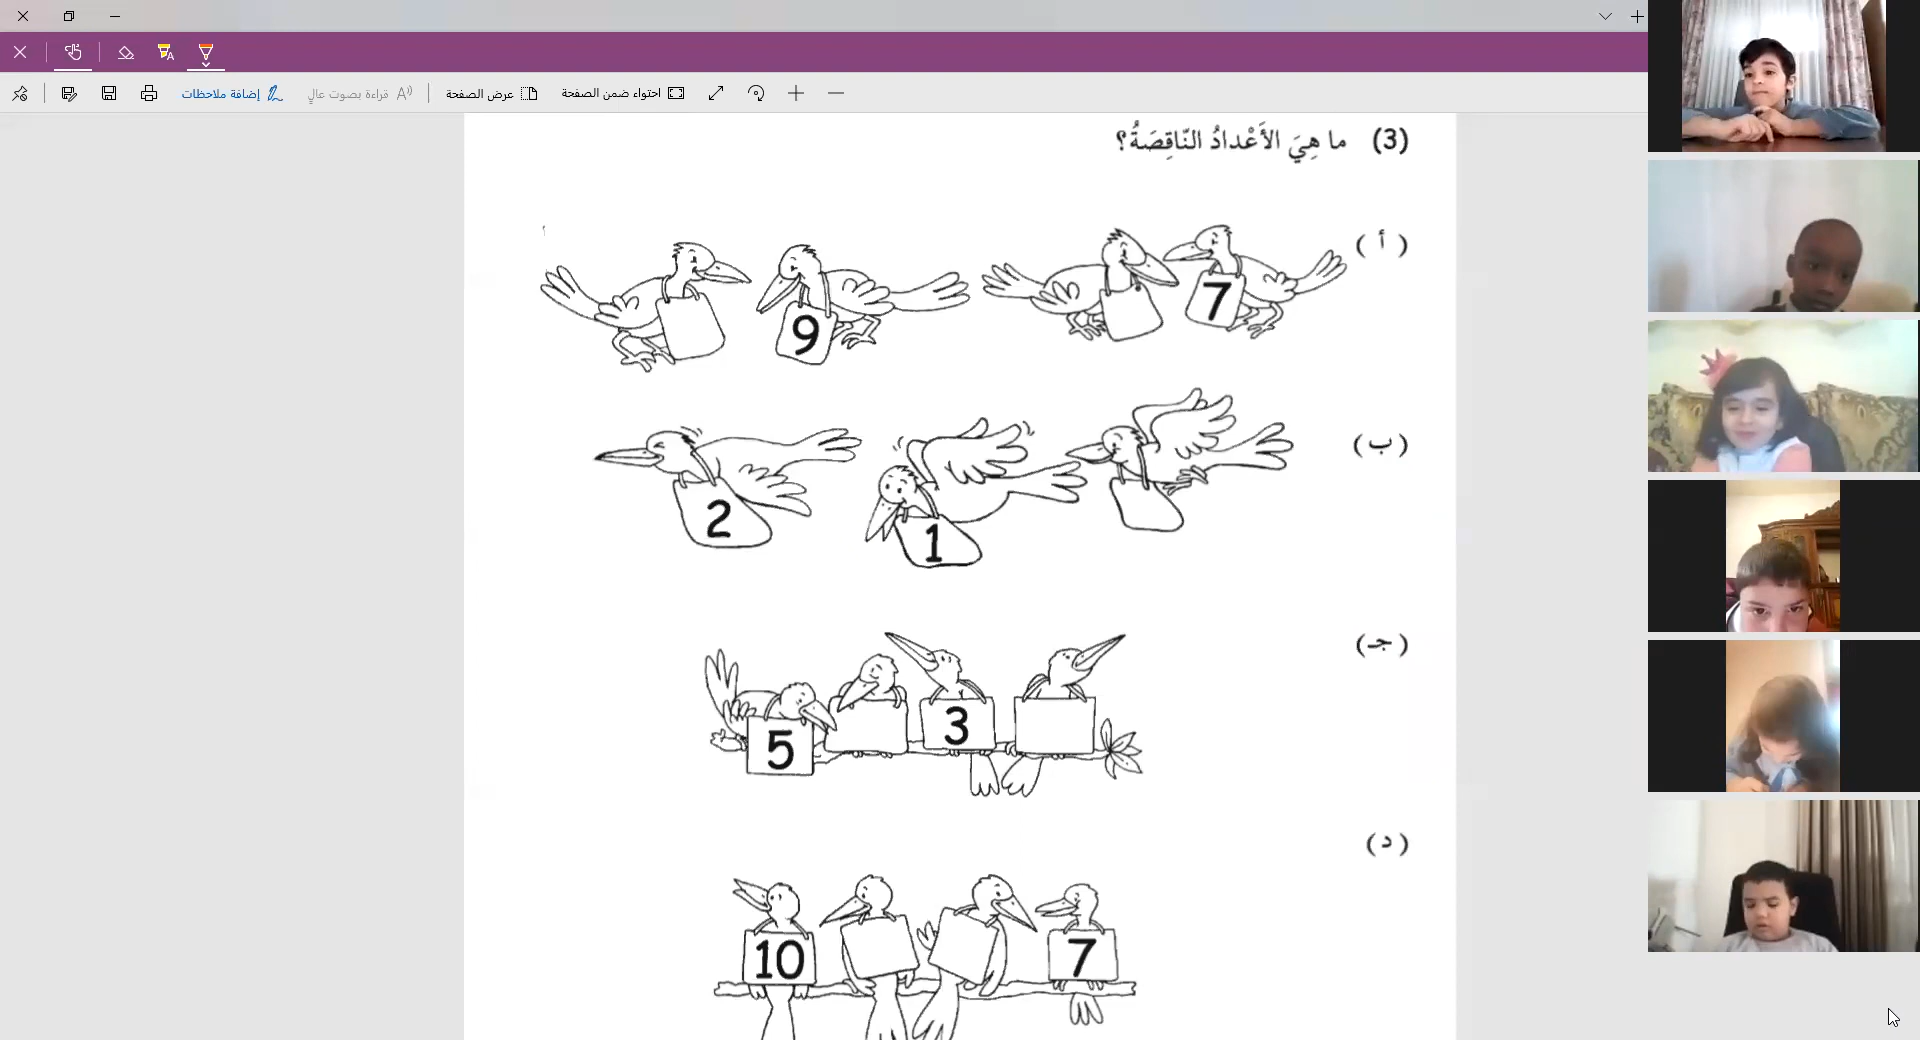 إضافة ملاحظات
قراءة بصوت عالٍ
عرض الصفحة
احتواء ضمن الصفحة
(3) ما هِيَ الأَعْدادُ النّاقِصَةُ؟
( أ )
7
9
(ب)
1
2
(جـ)
3
5
(د)
7
10